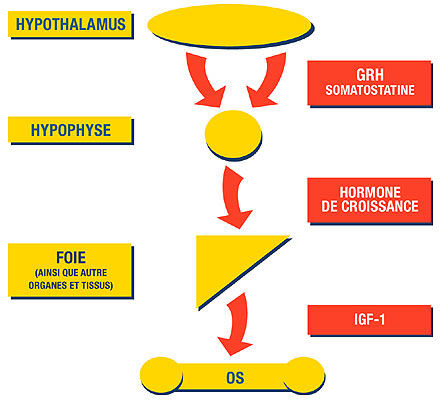 HYPOTHALAMUS
GRH
SOMATOSTATINE
HYPOPHYSE
HORMONE
DE CROISSANCE
FOIE
(AINSI QUE AUTRE
ORGANES ET TISSUS)
IGF-1
OS